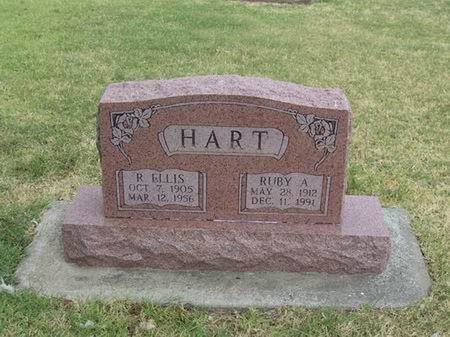 HART
R. ELLIS
OCT. 7, 1905
MAR. 12, 1956
RUBY A.
MAY 28, 1912
DEC. 11, 1991